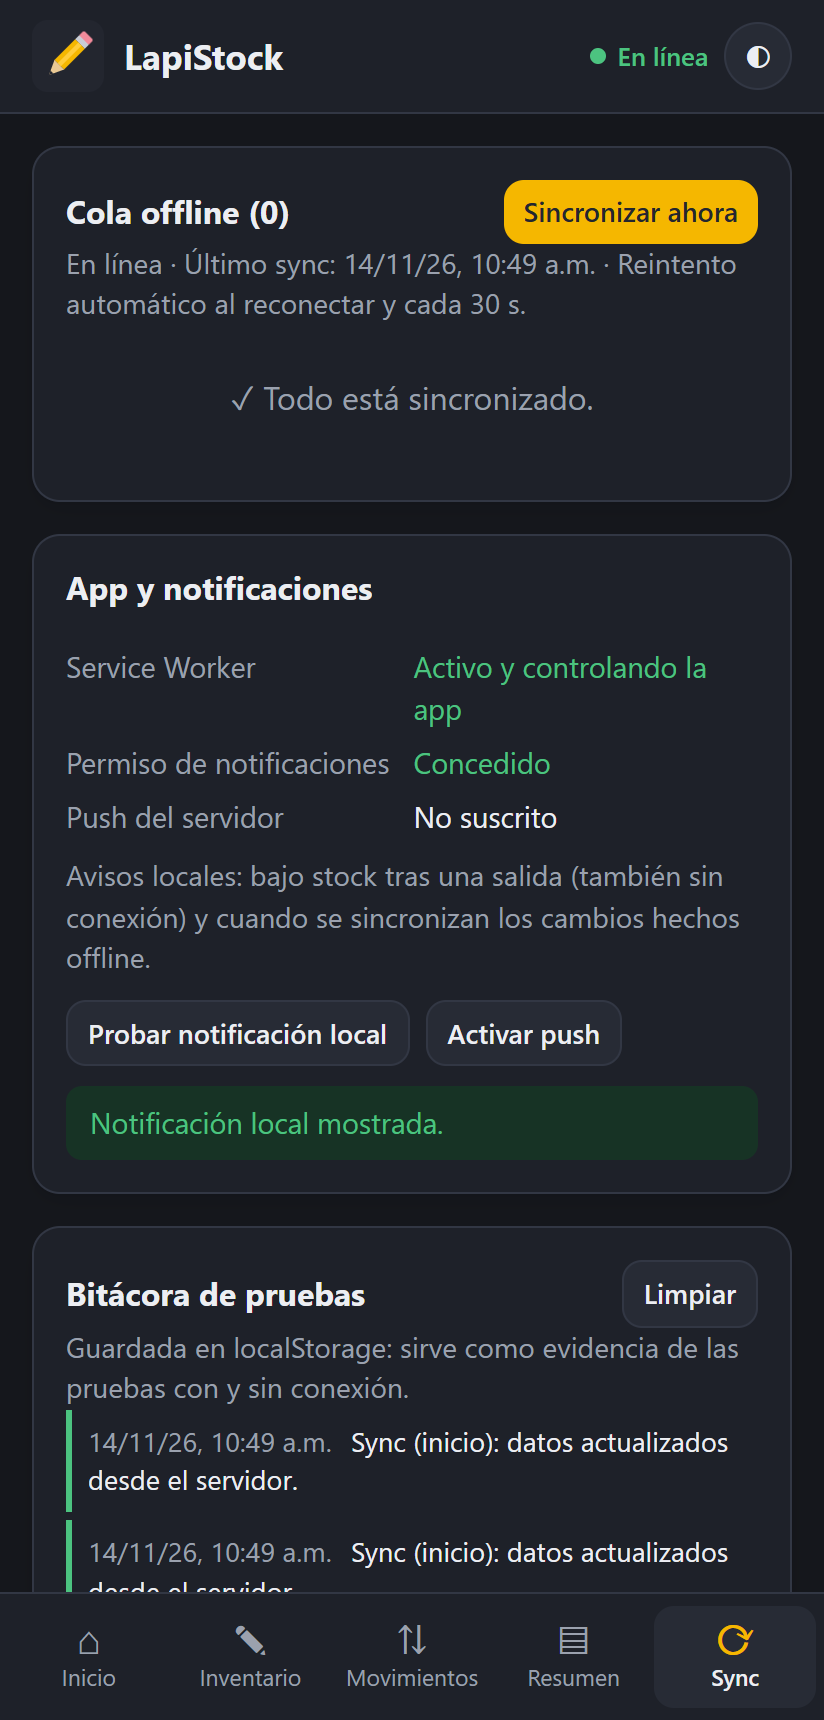 LapiStock
En línea
Cola offline (0)
Sincronizar ahora
En línea · Último sync: 14/11/26, 10:49 a.m. · Reintento
automático al reconectar y cada 30 s.
✓ Todo está sincronizado.
App y notificaciones
Service Worker
Activo y controlando la
app
Permiso de notificaciones
Concedido
Push del servidor
No suscrito
Avisos locales: bajo stock tras una salida (también sin
conexión) y cuando se sincronizan los cambios hechos
offline.
Probar notificación local
Activar push
Notificación local mostrada.
Bitácora de pruebas
Limpiar
Guardada en localStorage: sirve como evidencia de las
pruebas con y sin conexión.
14/11/26, 10:49 a.m. Sync (inicio): datos actualizados
desde el servidor.
14/11/26, 10:49 a.m. Sync (inicio): datos actualizados
desde el servidor.
Inicio
Inventario
Movimientos
Resumen
Sync